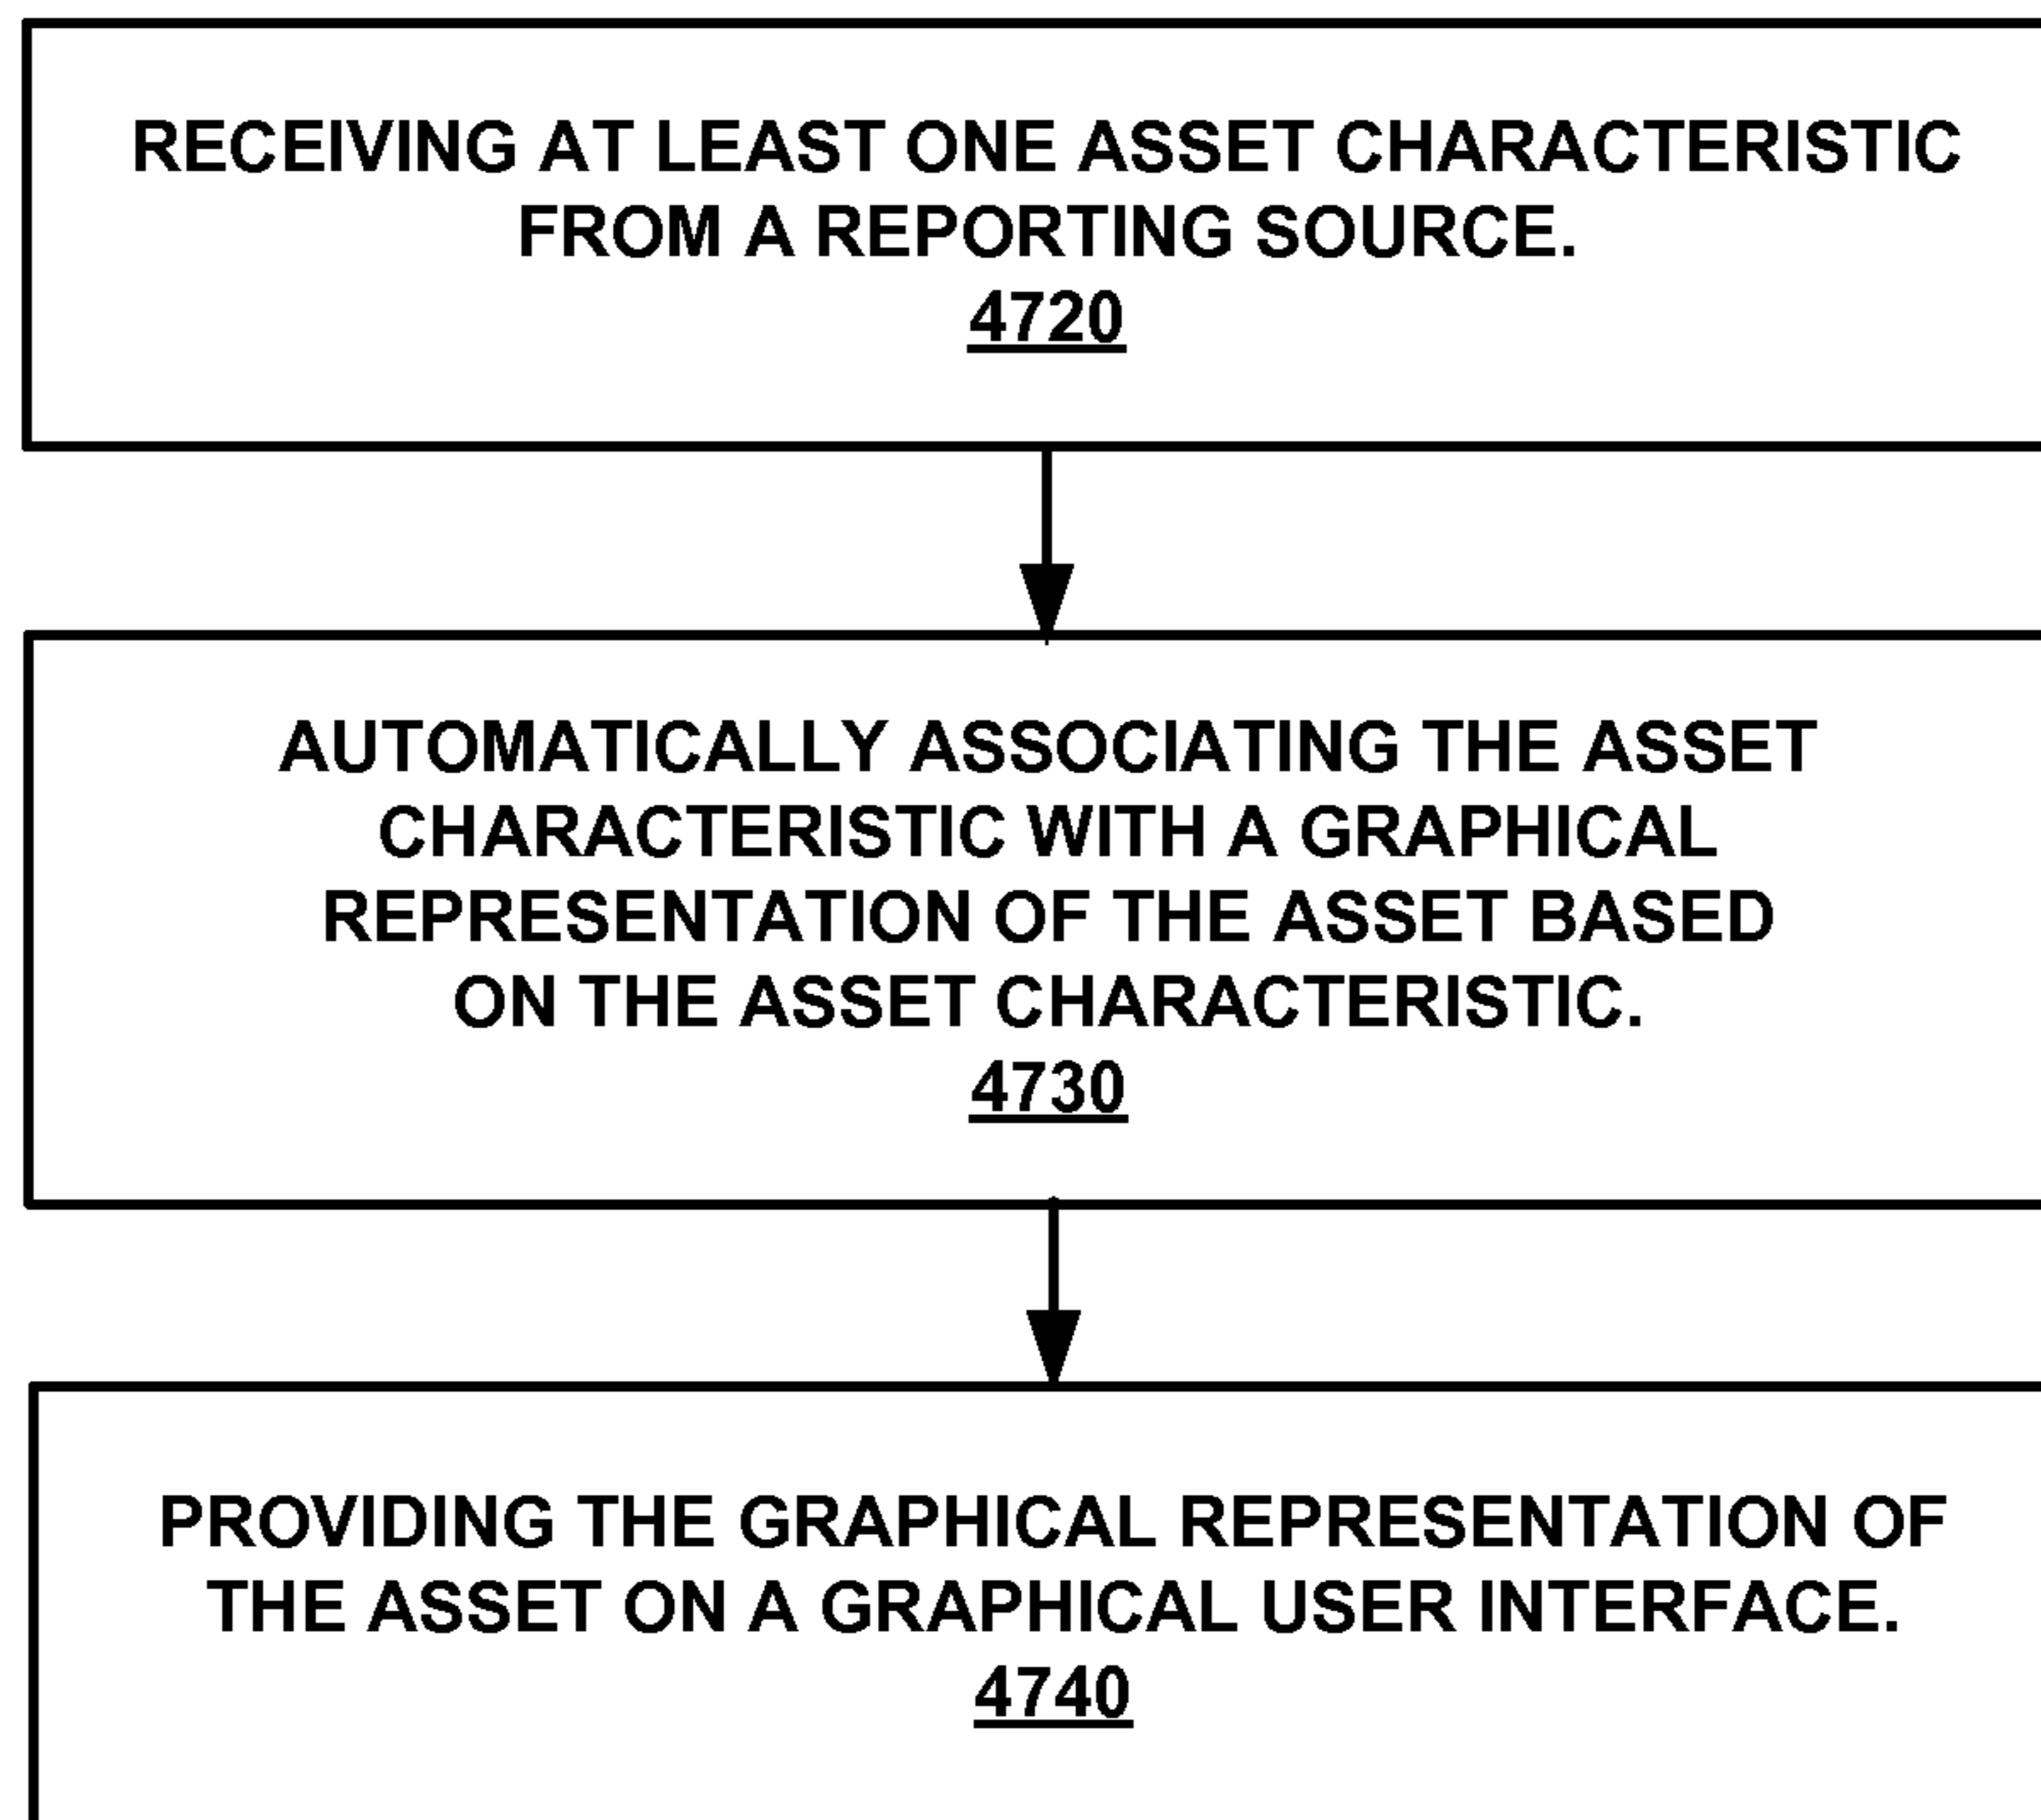 RECEIVING AT LEAST ONE ASSET CHARACTERISTIC
FROM A REPORTING SOURCE.
4720
AUTOMATICALLY ASSOCIATING THE ASSET
CHARACTERISTIC WITH A GRAPHICAL
REPRESENTATION OF THE ASSET BASED
ON THE ASSET CHARACTERISTIC.
4730
PROVIDING THE GRAPHICAL REPRESENTATION OF
THE ASSET ON A GRAPHICAL USER INTERFACE.
4740